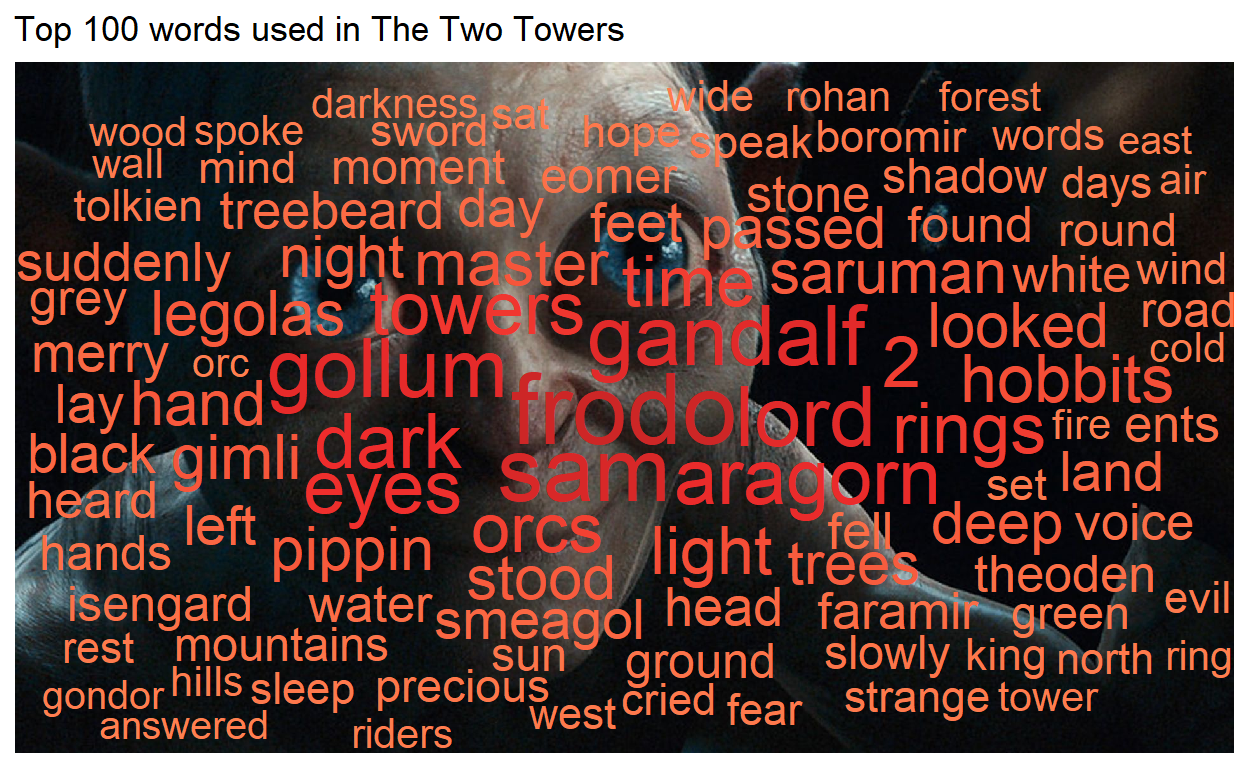 Top 100 words used in The Two Towers
darkness sat wide rohan forest
wood spoke sword hope speak boromir words east
wall mind moment eomer stone shadow days air
tolkien treebeard day feet passed found round
suddenly night master time saruman white wind
grey legolas towers gandalf 2 looked road
merry orc gollum hobbits cold
lay hand frodo lord rings fire ents
black gimli dark sam aragorn set land
heard eyes
hands left pippin orcs light trees fell deep voice
isengard water stood smeagol head faramir theoden green evil
rest mountains sun ground slowly king north ring
gondor hills sleep precious west cried fear strange tower
answered riders